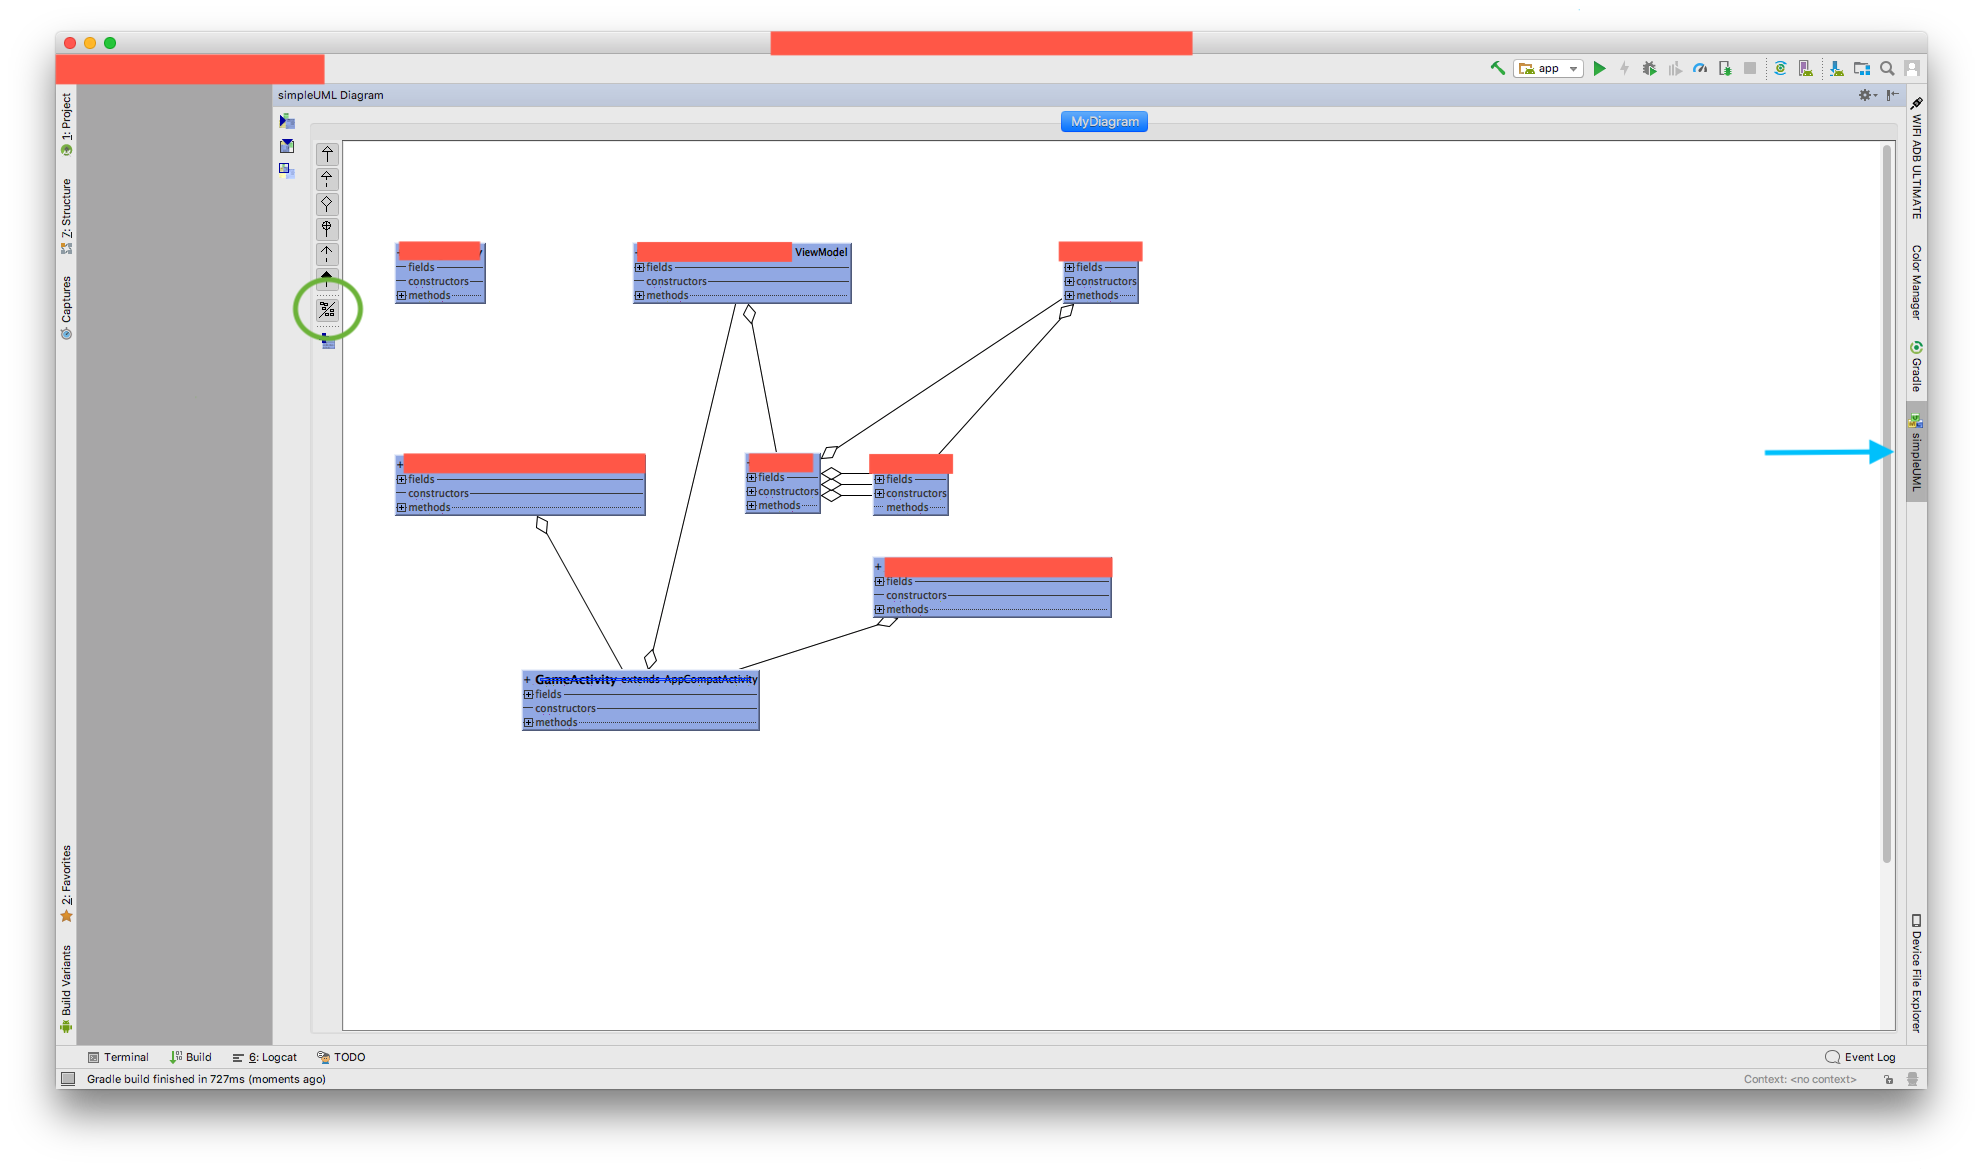 app
simpleUML Diagram
MyDiagram
1: Project
7: Structure
Captures
2: Favorites
Build Variants
fields
constructors
methods
ViewModel
fields
constructors
methods
fields
constructors
methods
+
fields
constructors
methods
fields
constructors
methods
fields
constructors
methods
+
fields
constructors
methods
+ GameActivity extends AppCompatActivity
fields
constructors
methods
WIFI ADB ULTIMATE
Color Manager
Gradle
simpleUML
Device File Explorer
Terminal
Build
6: Logcat
TODO
Event Log
Gradle build finished in 727ms (moments ago)
Context: <no context>